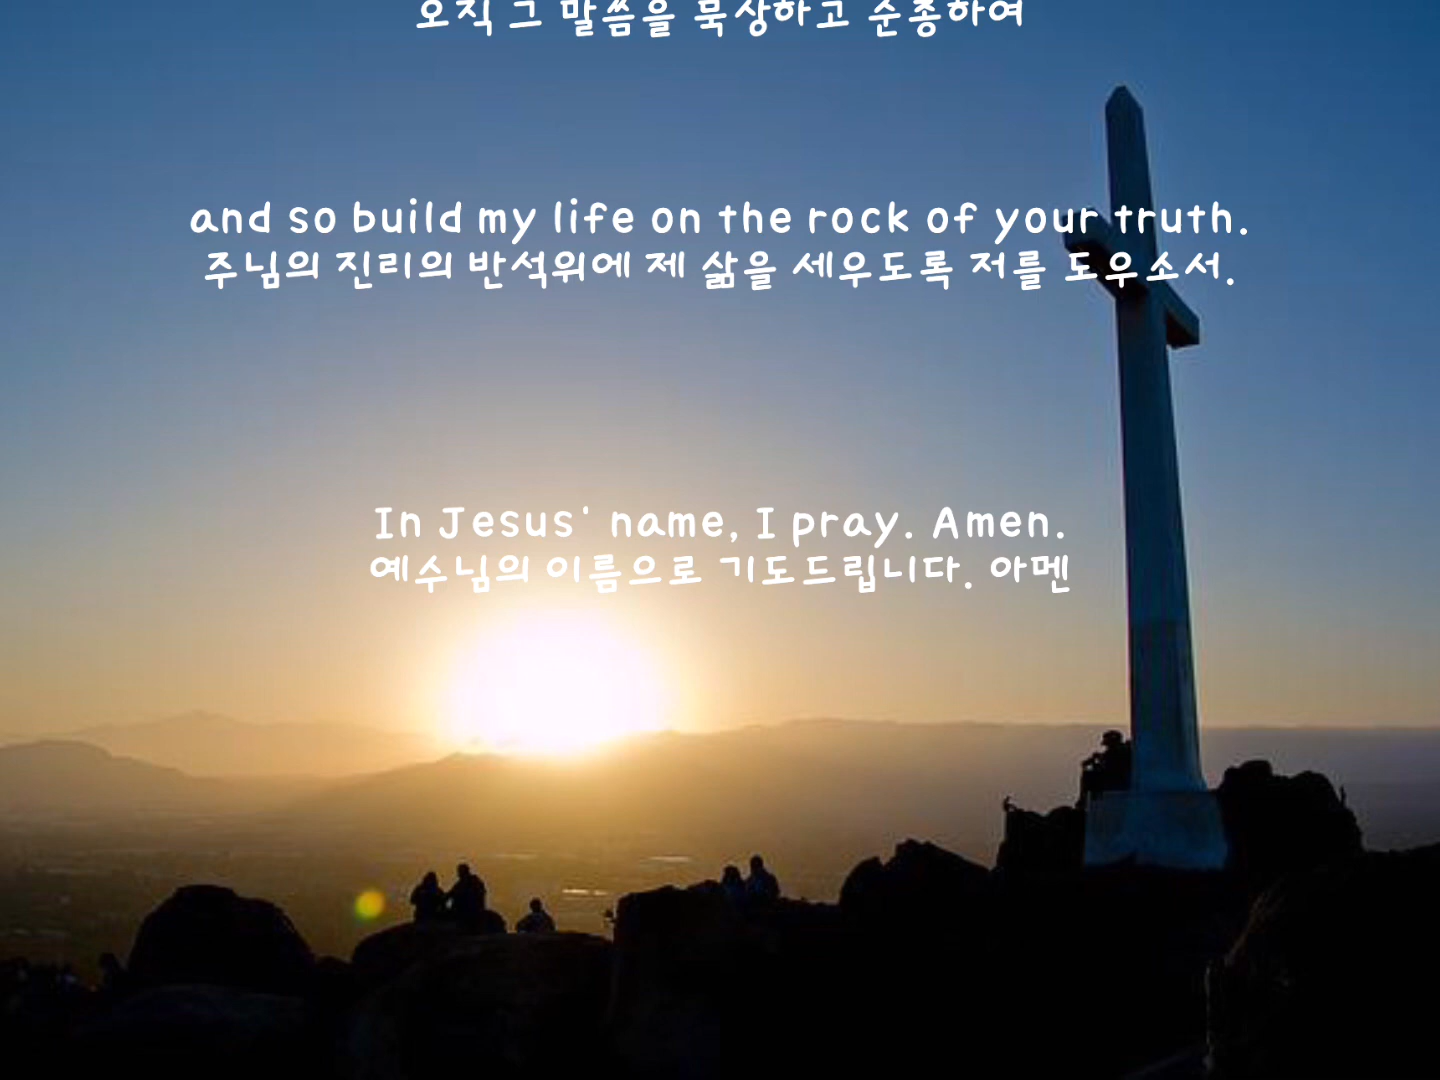 오직 그 말씀을 묵상하고 순종하여
and so build my life on the rock of your truth.
주님의 진리의 반석위에 제 삶을 세우도록 저를 도우소서.
In Jesus' name, I pray. Amen.
예수님의 이름으로 기도드립니다. 아멘